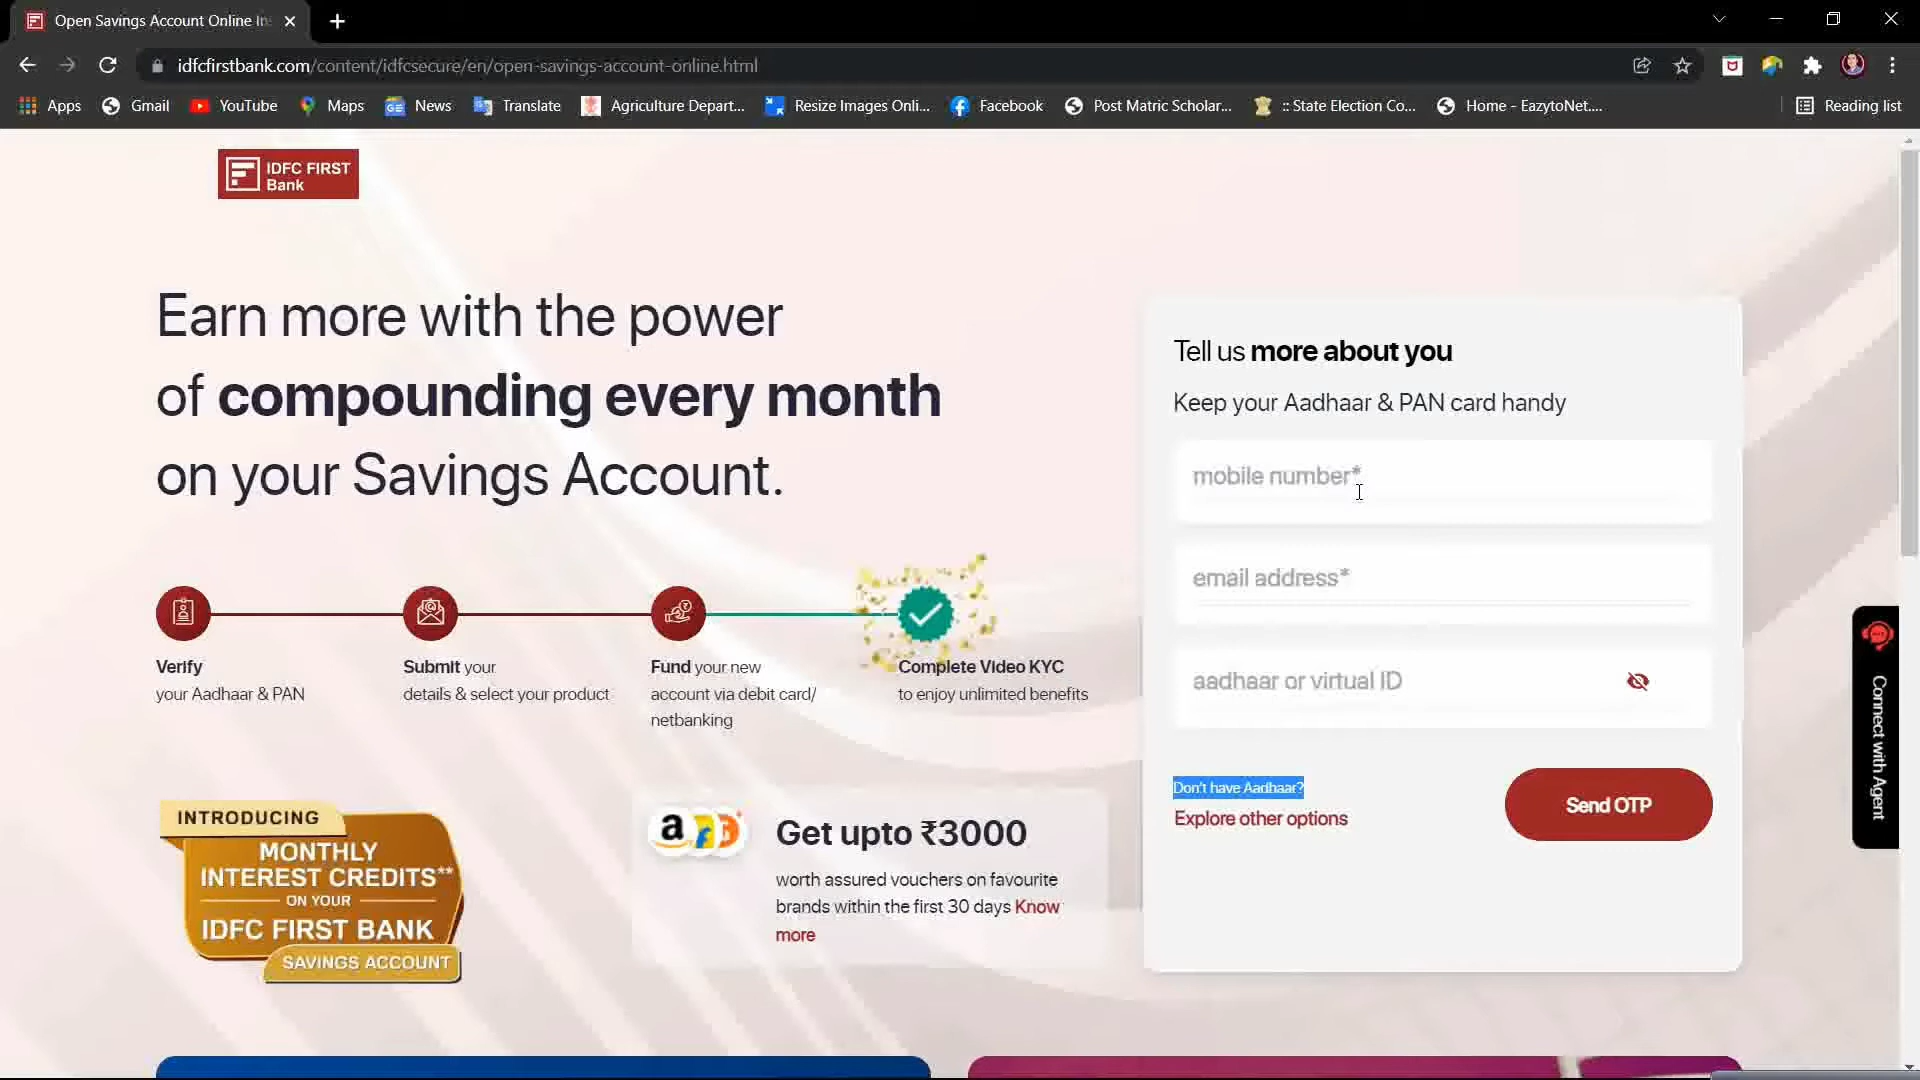 Open Savings Account Online In
idfcfirstbank.com/content/idfcsecure/en/open-savings-account-online.html
Apps Gmail YouTube Maps News Translate Agriculture Depart... Resize Images Onli... Facebook Post Matric Scholar... :: State Election Co... Home - EazytoNet.... Reading list
IDFC FIRST
Bank
Earn more with the power
of compounding every month
on your Savings Account.
Verify
your Aadhaar & PAN
Submit your
details & select your product
Fund your new
account via debit card/
netbanking
Complete Video KYC
to enjoy unlimited benefits
INTRODUCING
MONTHLY
INTEREST CREDITS**
ON YOUR
IDFC FIRST BANK
SAVINGS ACCOUNT
a
Get upto ₹3000
worth assured vouchers on favourite
brands within the first 30 days Know
more
Tell us more about you
Keep your Aadhaar & PAN card handy
mobile number*
email address*
aadhaar or virtual ID
Don't have Aadhaar?
Explore other options
Send OTP
Connect with Agent